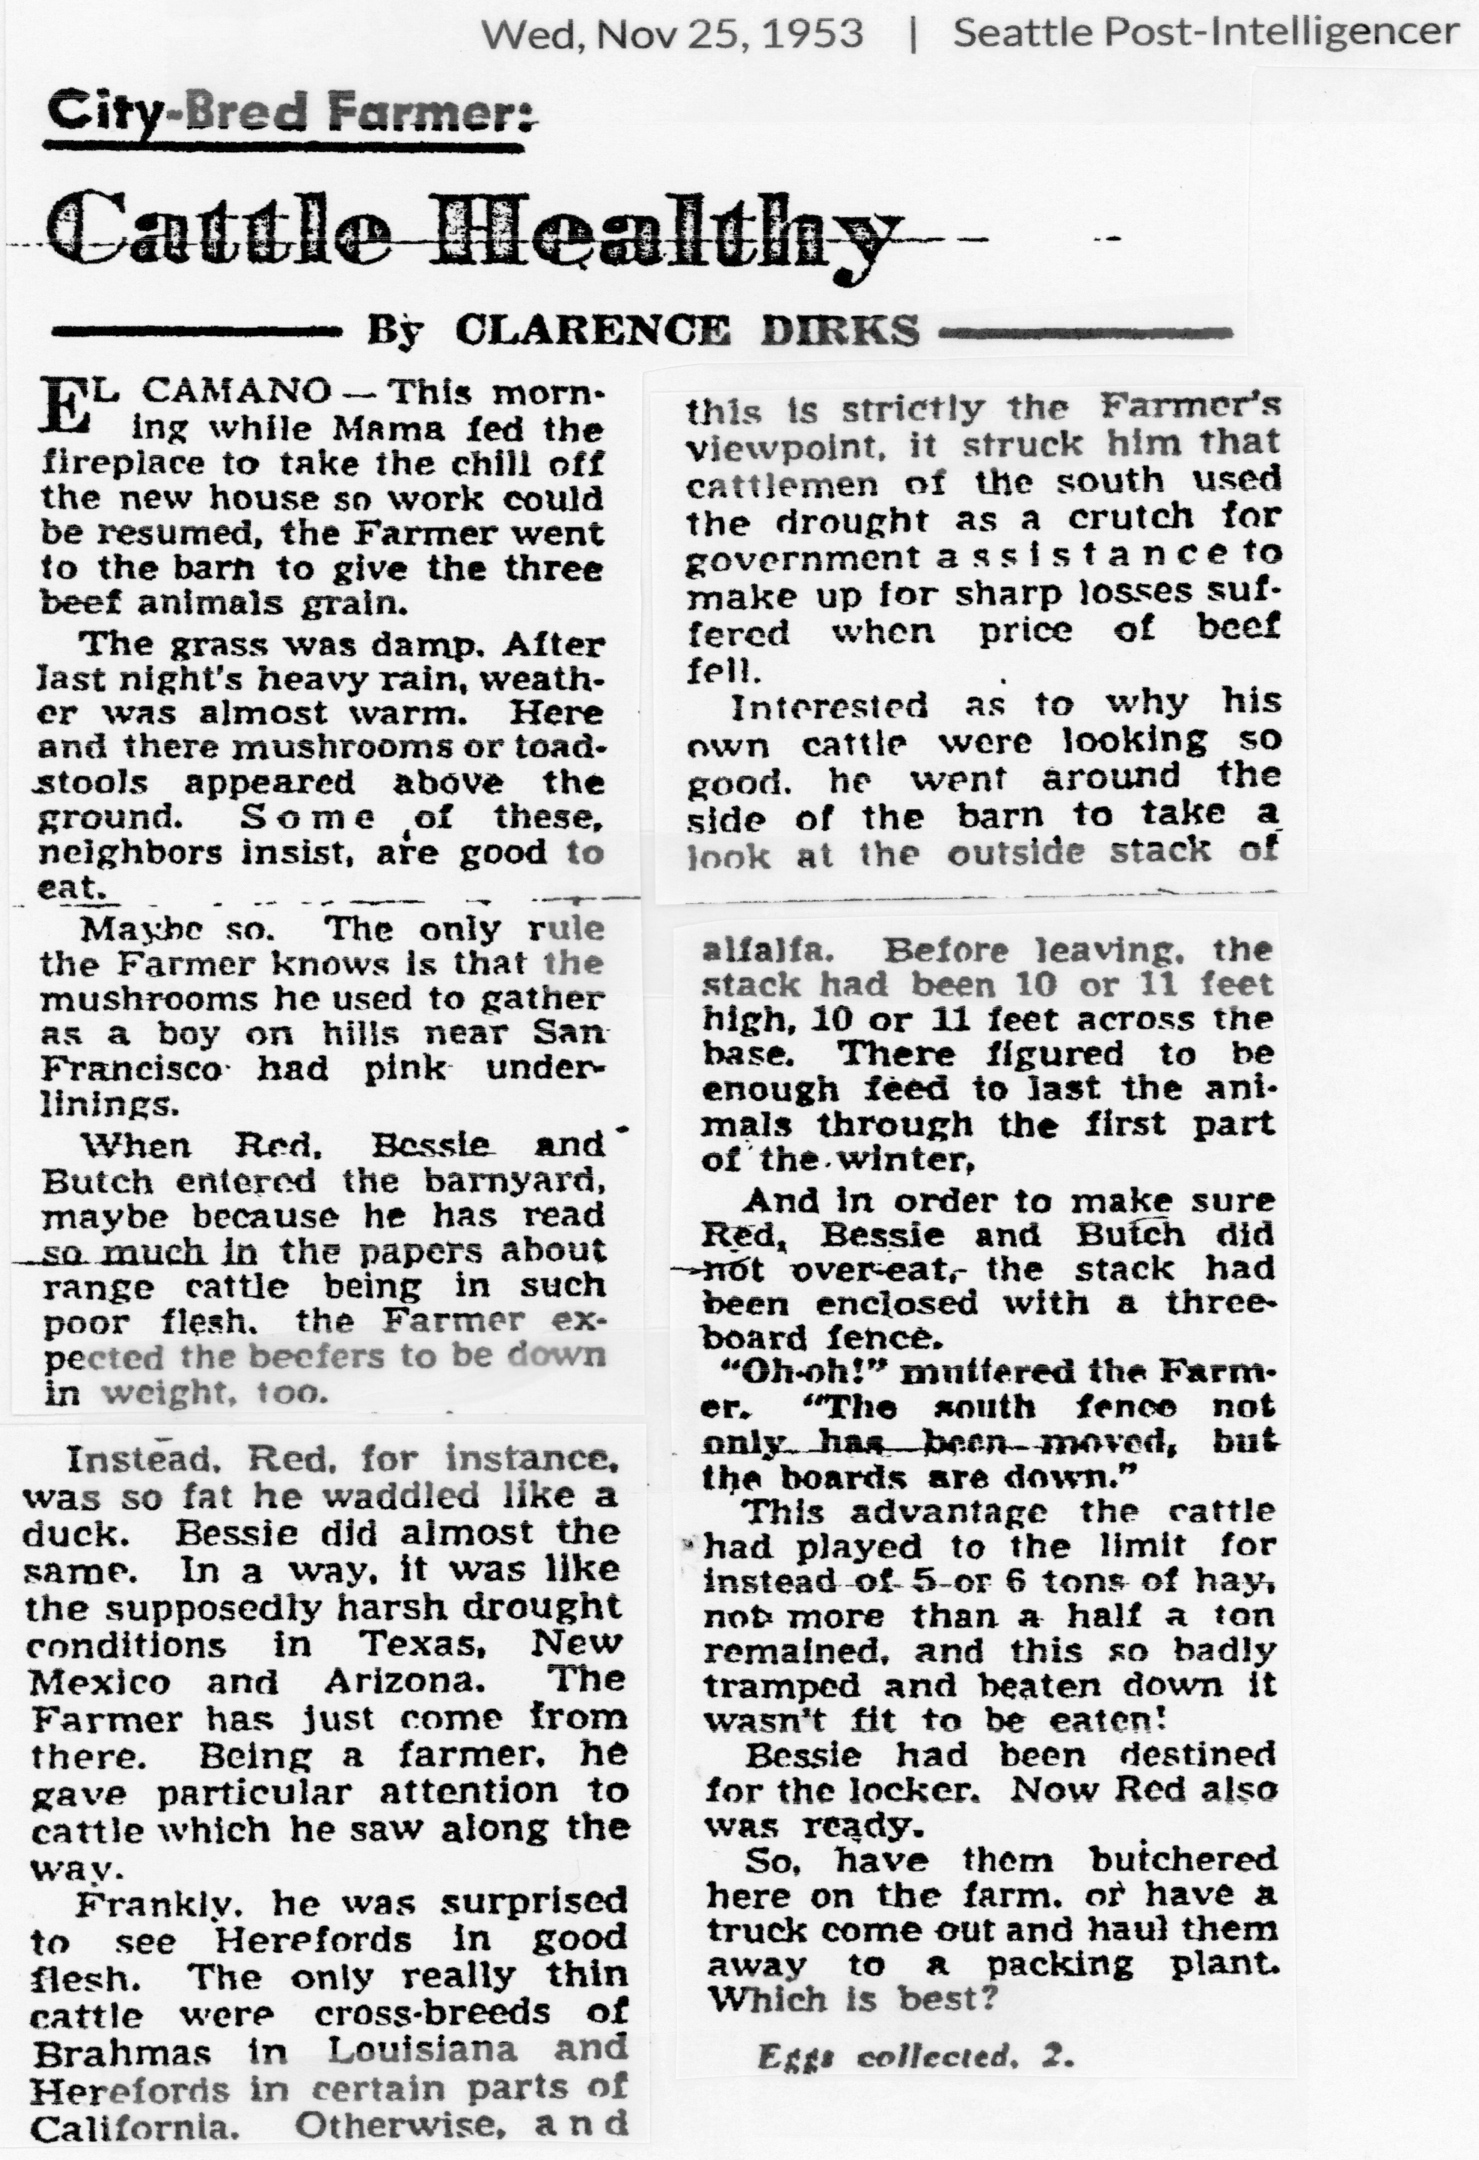 Wed, Nov 25, 1953 | Seattle Post-Intelligencer
City-Bred Farmer:
Cattle Healthy
By CLARENCE DIRKS
EL CAMANO — This morn-
ing while Mama fed the
fireplace to take the chill off
the new house so work could
be resumed, the Farmer went
to the barn to give the three
beef animals grain.
The grass was damp. After
last night's heavy rain, weath-
er was almost warm. Here
and there mushrooms or toad-
stools appeared above the
ground. Some of these,
neighbors insist, are good to
eat.
Maybe so. The only rule
the Farmer knows is that the
mushrooms he used to gather
as a boy on hills near San
Francisco had pink under-
linings.
When Red, Bessie and
Butch entered the barnyard,
maybe because he has read
so much in the papers about
range cattle being in such
poor flesh, the Farmer ex-
pected the beefers to be down
in weight, too.
Instead, Red, for instance,
was so fat he waddled like a
duck. Bessie did almost the
same. In a way, it was like
the supposedly harsh drought
conditions in Texas, New
Mexico and Arizona. The
Farmer has just come from
there. Being a farmer, he
gave particular attention to
cattle which he saw along the
way.
Frankly, he was surprised
to see Herefords in good
flesh. The only really thin
cattle were cross-breeds of
Brahmas in Louisiana and
Herefords in certain parts of
California. Otherwise, and
this is strictly the Farmer's
viewpoint, it struck him that
cattlemen of the south used
the drought as a crutch for
government assistance to
make up for sharp losses suf-
fered when price of beef
fell.
Interested as to why his
own cattle were looking so
good, he went around the
side of the barn to take a
look at the outside stack of
alfalfa. Before leaving, the
stack had been 10 or 11 feet
high, 10 or 11 feet across the
base. There figured to be
enough feed to last the ani-
mals through the first part
of the winter,
And in order to make sure
Red, Bessie and Butch did
not over-eat, the stack had
been enclosed with a three-
board fence.
"Oh-oh!" muttered the Farm-
er. "The south fence not
only has been moved, but
the boards are down."
This advantage the cattle
had played to the limit for
instead of 5 or 6 tons of hay,
not more than a half a ton
remained, and this so badly
tramped and beaten down it
wasn't fit to be eaten!
Bessie had been destined
for the locker. Now Red also
was ready.
So, have them butchered
here on the farm, or have a
truck come out and haul them
away to a packing plant.
Which is best?
Eggs collected, 2.